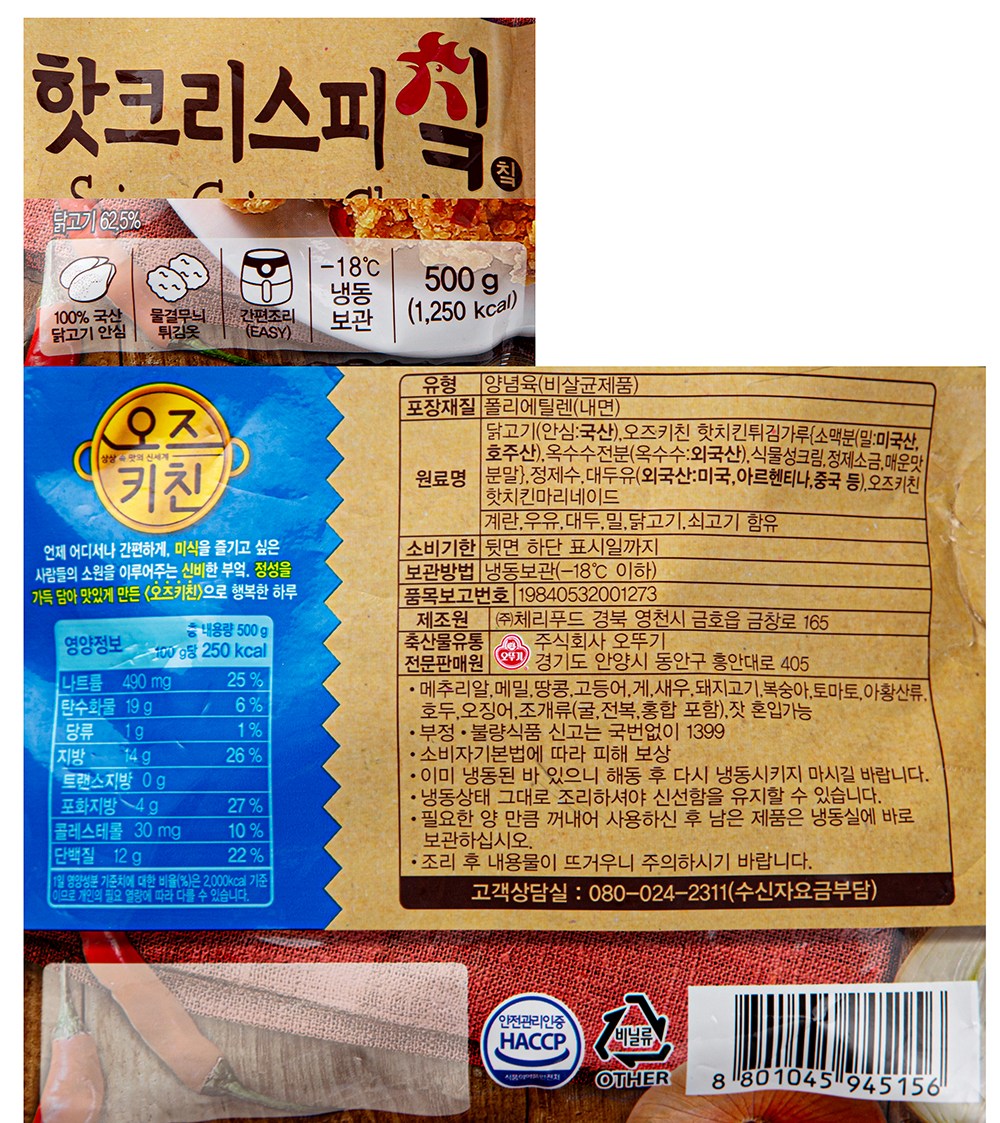 핫크리스피칰
칰
닭고기 62.5%
100% 국산
닭고기 안심
물결무늬
튀김옷
간편조리
(EASY)
-18℃
냉동
보관
500 g
(1,250 kcal)
오즈
상상 속 맛의 신세계
키친
언제 어디서나 간편하게, 미식을 즐기고 싶은
사람들의 소원을 이루어주는 신비한 부엌. 정성을
가득 담아 맛있게 만든 <오즈키친>으로 행복한 하루
영양정보
총 내용량 500 g
100 g당 250 kcal
나트륨 490 mg 25 %
탄수화물 19 g 6 %
당류 1 g 1 %
지방 14 g 26 %
트랜스지방 0 g
포화지방 4 g 27 %
콜레스테롤 30 mg 10 %
단백질 12 g 22 %
1일 영양성분 기준치에 대한 비율(%)은 2,000kcal 기준
이므로 개인의 필요 열량에 따라 다를 수 있습니다.
유형 양념육(비살균제품)
포장재질 폴리에틸렌(내면)
원료명
닭고기(안심:국산),오즈키친 핫치킨튀김가루{소맥분(밀:미국산,
호주산),옥수수전분(옥수수:외국산),식물성크림,정제소금,매운맛
분말},정제수,대두유(외국산:미국,아르헨티나,중국 등),오즈키친
핫치킨마리네이드
계란,우유,대두,밀,닭고기,쇠고기 함유
소비기한 뒷면 하단 표시일까지
보관방법 냉동보관(-18℃ 이하)
품목보고번호 19840532001273
제조원 ㈜체리푸드 경북 영천시 금호읍 금창로 165
축산물유통
전문판매원
오뚜기
주식회사 오뚜기
경기도 안양시 동안구 흥안대로 405
•메추리알,메밀,땅콩,고등어,게,새우,돼지고기,복숭아,토마토,아황산류,
호두,오징어,조개류(굴,전복,홍합 포함),잣 혼입가능
•부정•불량식품 신고는 국번없이 1399
•소비자기본법에 따라 피해 보상
•이미 냉동된 바 있으니 해동 후 다시 냉동시키지 마시길 바랍니다.
•냉동상태 그대로 조리하셔야 신선함을 유지할 수 있습니다.
•필요한 양 만큼 꺼내어 사용하신 후 남은 제품은 냉동실에 바로
보관하십시오.
•조리 후 내용물이 뜨거우니 주의하시기 바랍니다.
고객상담실 : 080-024-2311(수신자요금부담)
안전관리인증
HACCP
식품의약품안전처
비닐류
OTHER
8 801045 945156